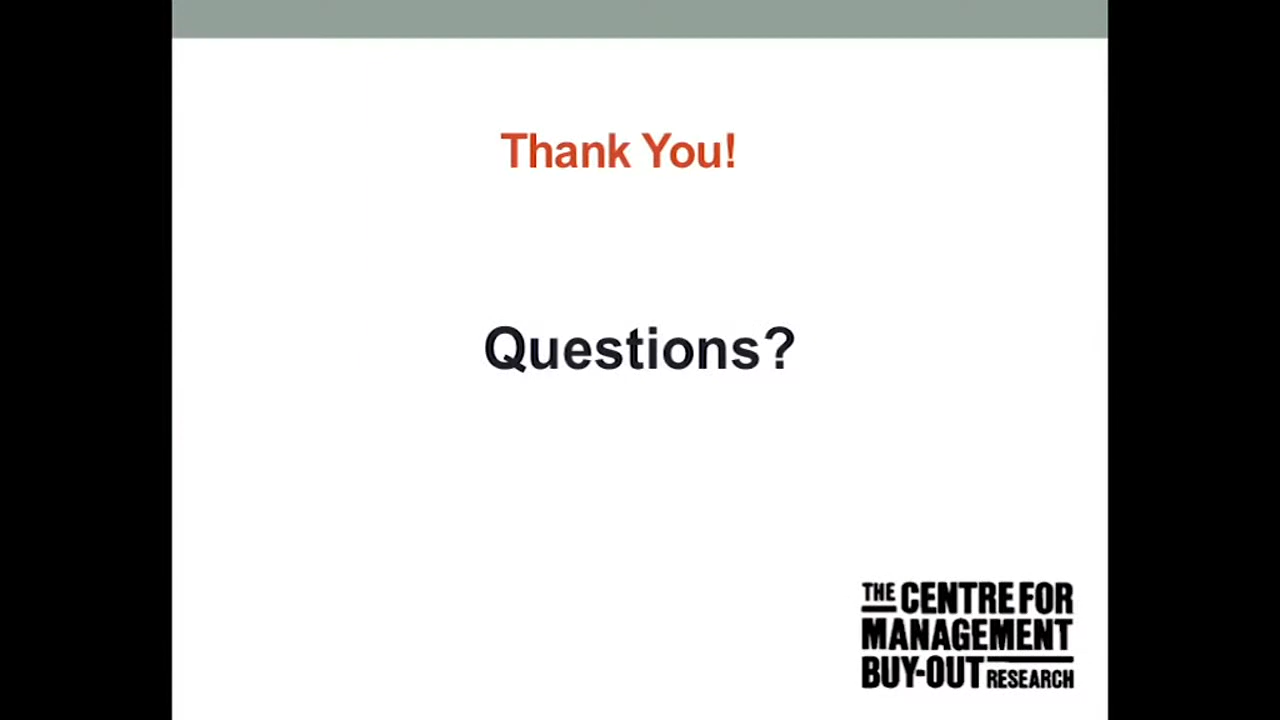 Thank You!
Questions?
THE CENTRE FOR
MANAGEMENT
BUY-OUT RESEARCH